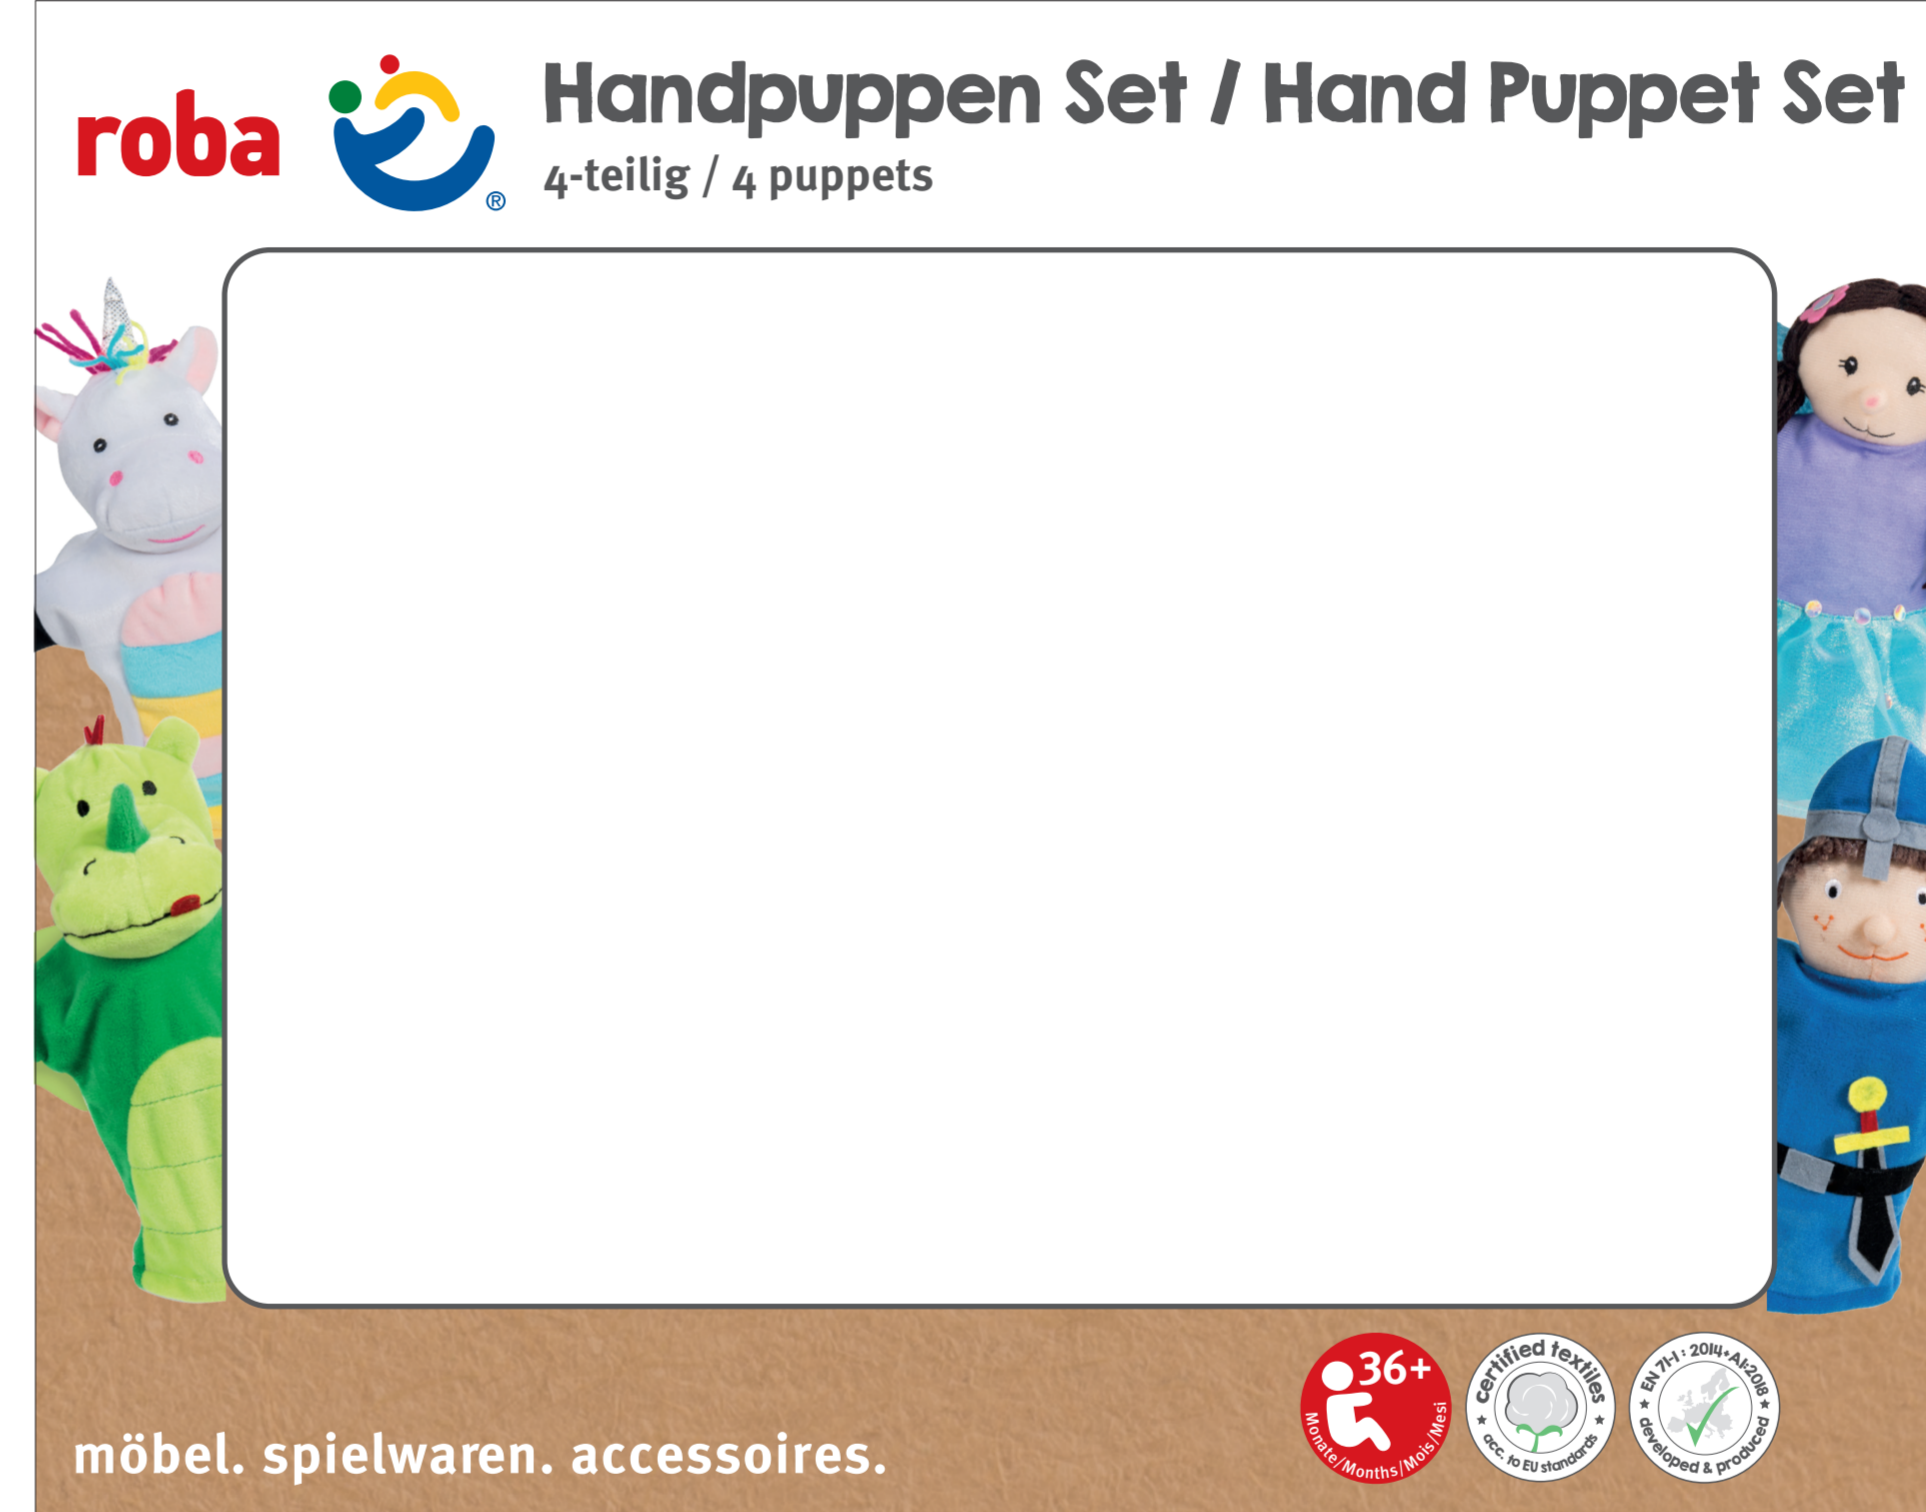 roba
®
Handpuppen Set / Hand Puppet Set
4-teilig / 4 puppets
möbel. spielwaren. accessoires.
36+
Monate/Months/Mois/Mesi
certified textiles
★ acc. to EU standards ★
EN 71-1 : 2014+A1:2018
★ developed & produced ★